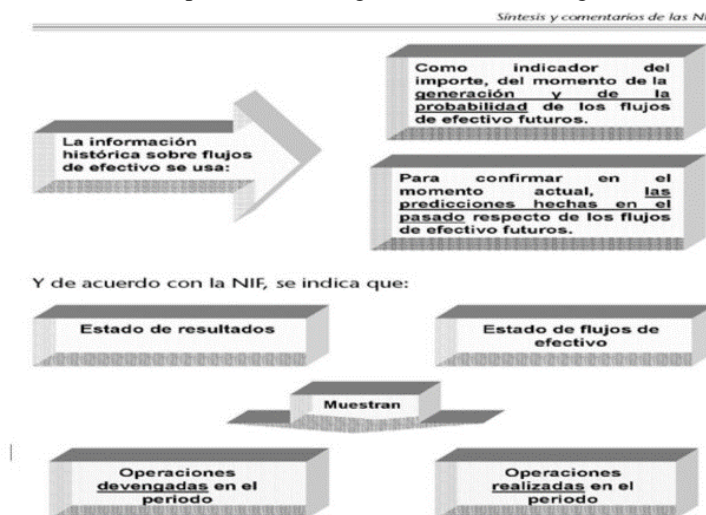 Síntesis y comentarios de las NI
Como indicador del
importe, del momento de la
generación y de la
probabilidad de los flujos
de efectivo futuros.
La información
histórica sobre flujos
de efectivo se usa:
Para confirmar en el
momento actual, las
predicciones hechas en el
pasado respecto de los flujos
de efectivo futuros.
Y de acuerdo con la NIF, se indica que:
Estado de resultados
Estado de flujos de
efectivo
Muestran
Operaciones
devengadas en el
periodo
Operaciones
realizadas en el
periodo